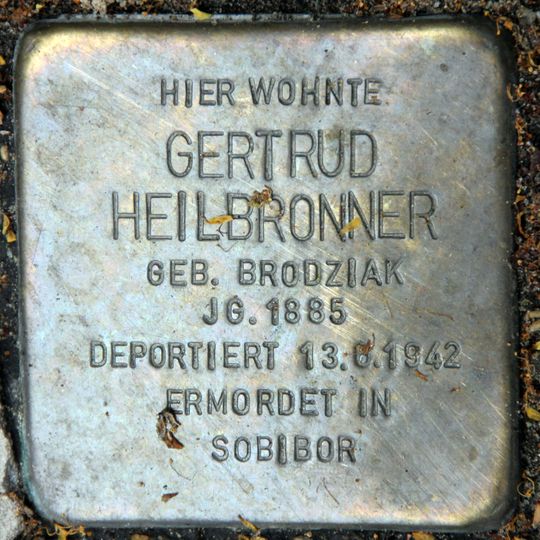 HIER WOHNTE
GERTRUD
HEILBRONNER
GEB. BRODZIAK
JG. 1885
DEPORTIERT 13.6.1942
ERMORDET IN
SOBIBOR